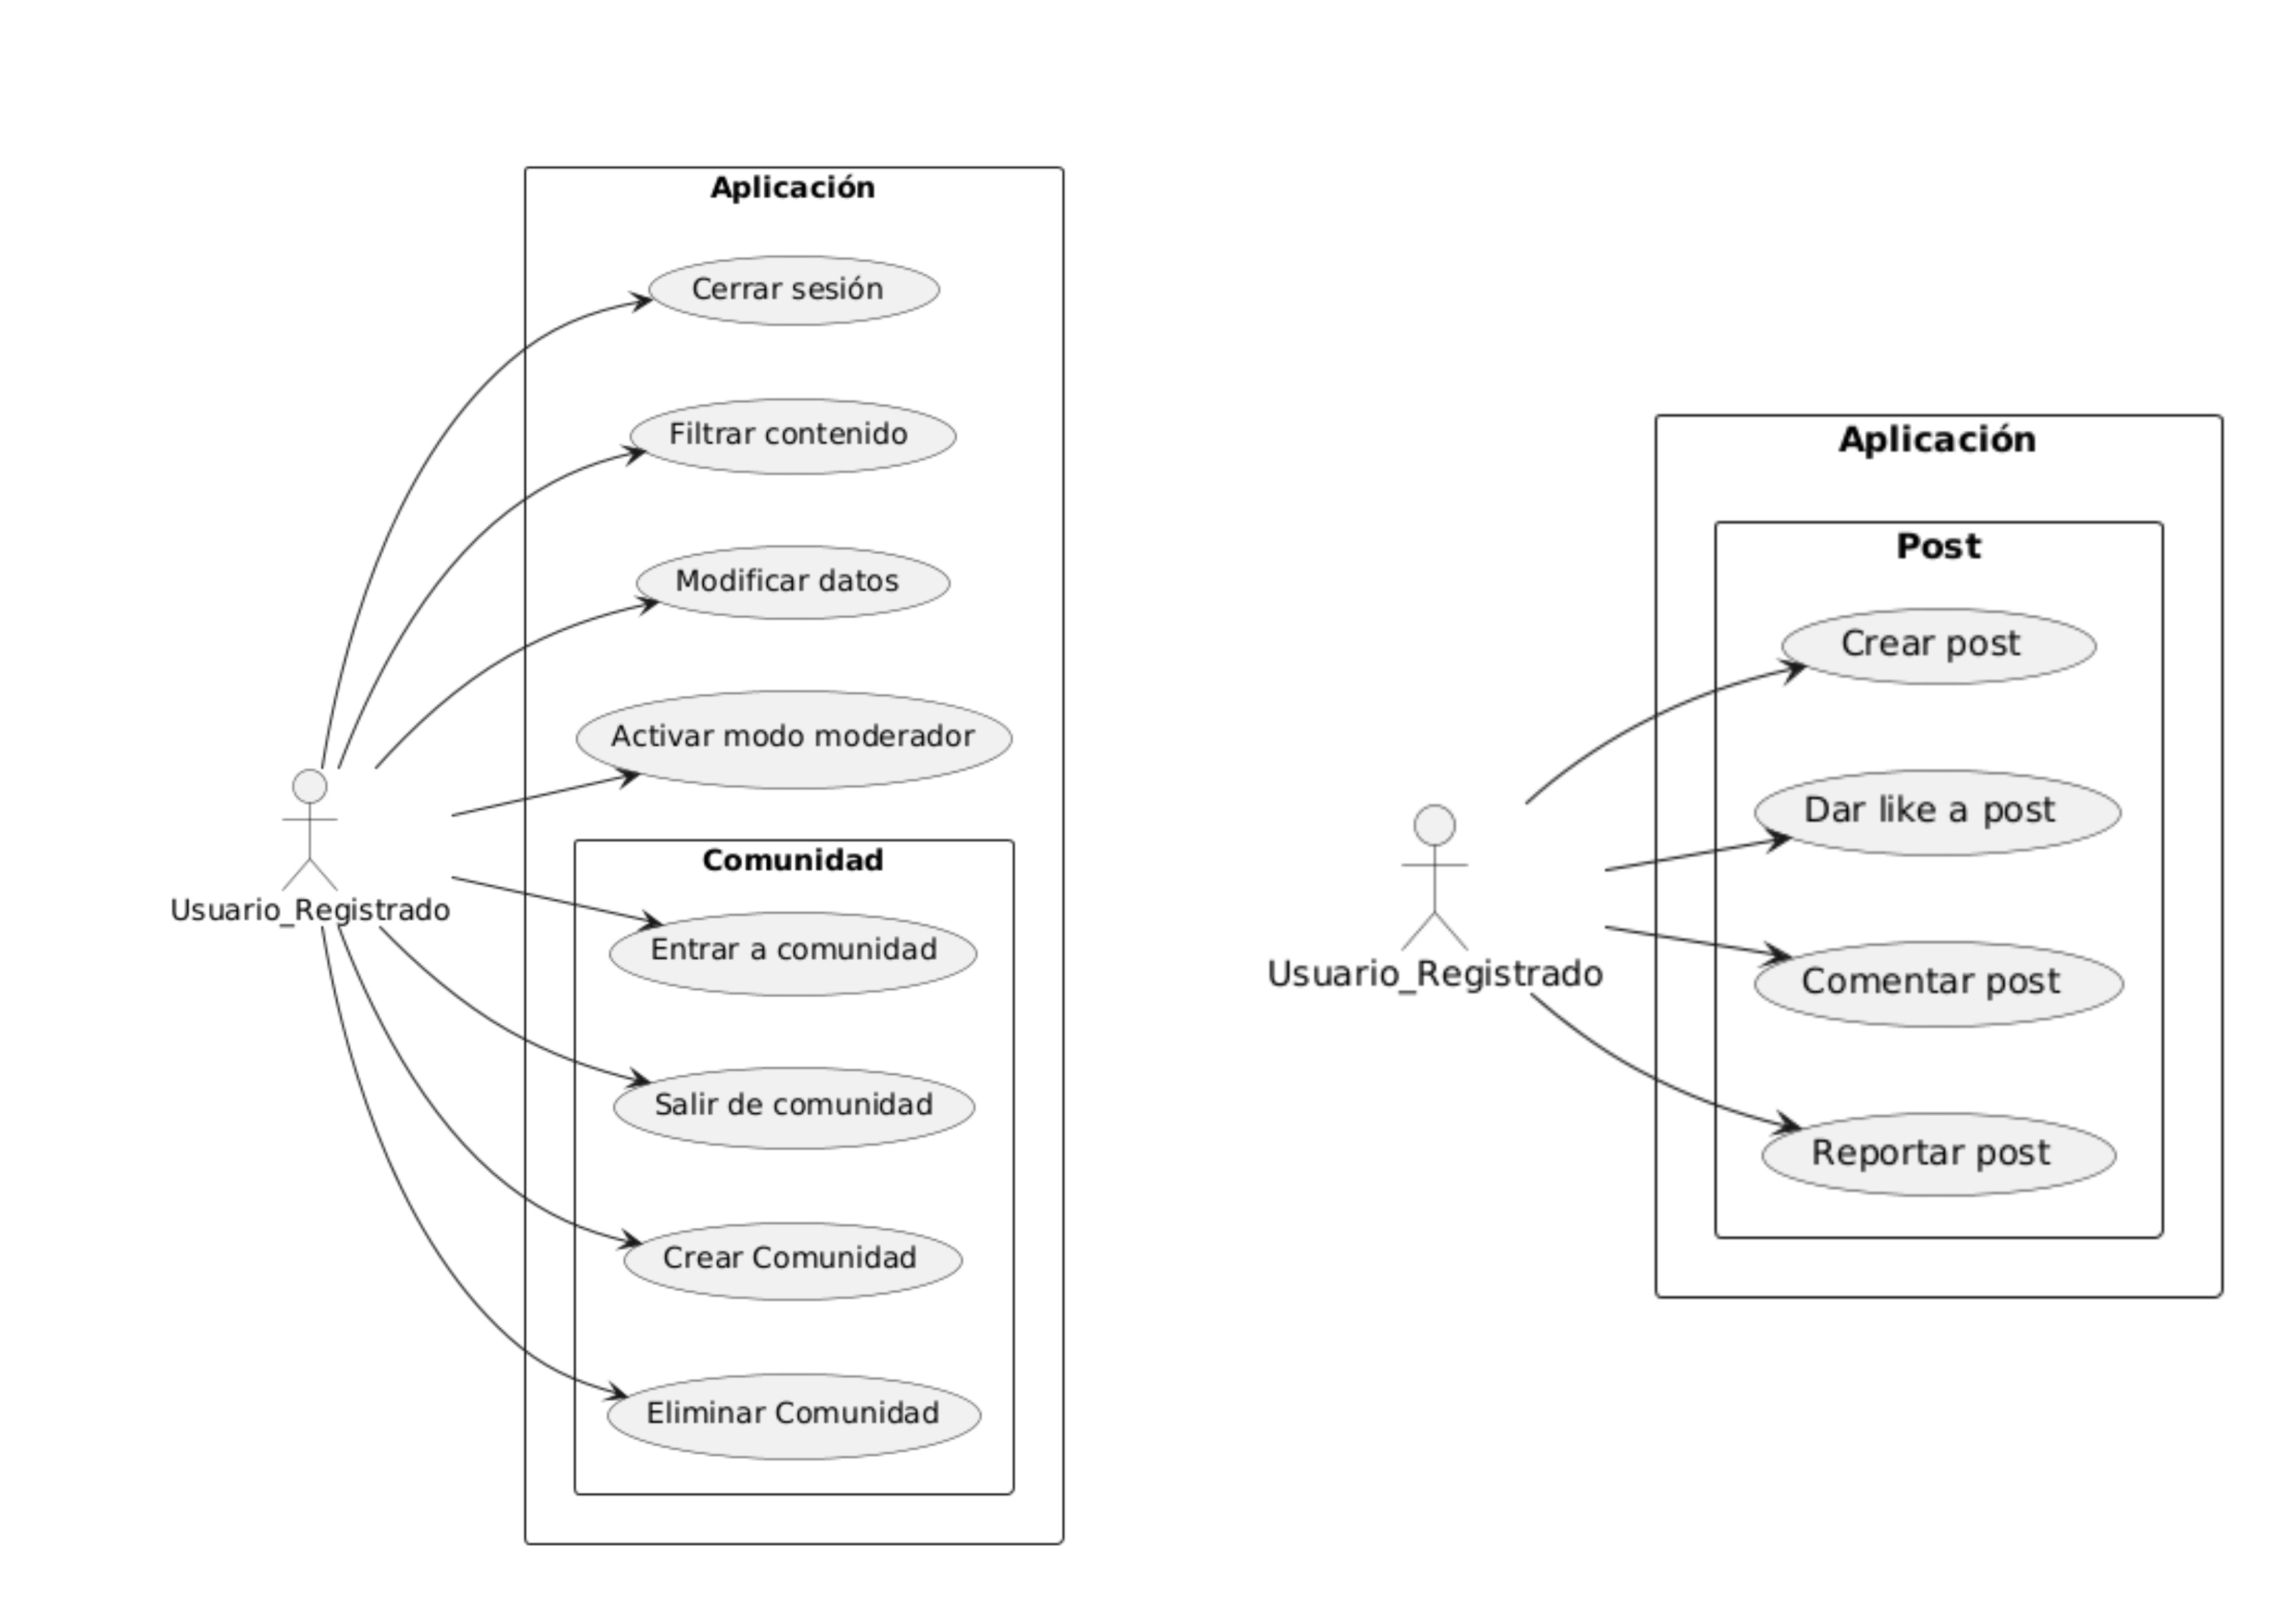 Aplicación
Cerrar sesión
Filtrar contenido
Modificar datos
Activar modo moderador
Comunidad
Entrar a comunidad
Salir de comunidad
Crear Comunidad
Eliminar Comunidad
Usuario_Registrado
Aplicación
Post
Crear post
Dar like a post
Comentar post
Reportar post
Usuario_Registrado